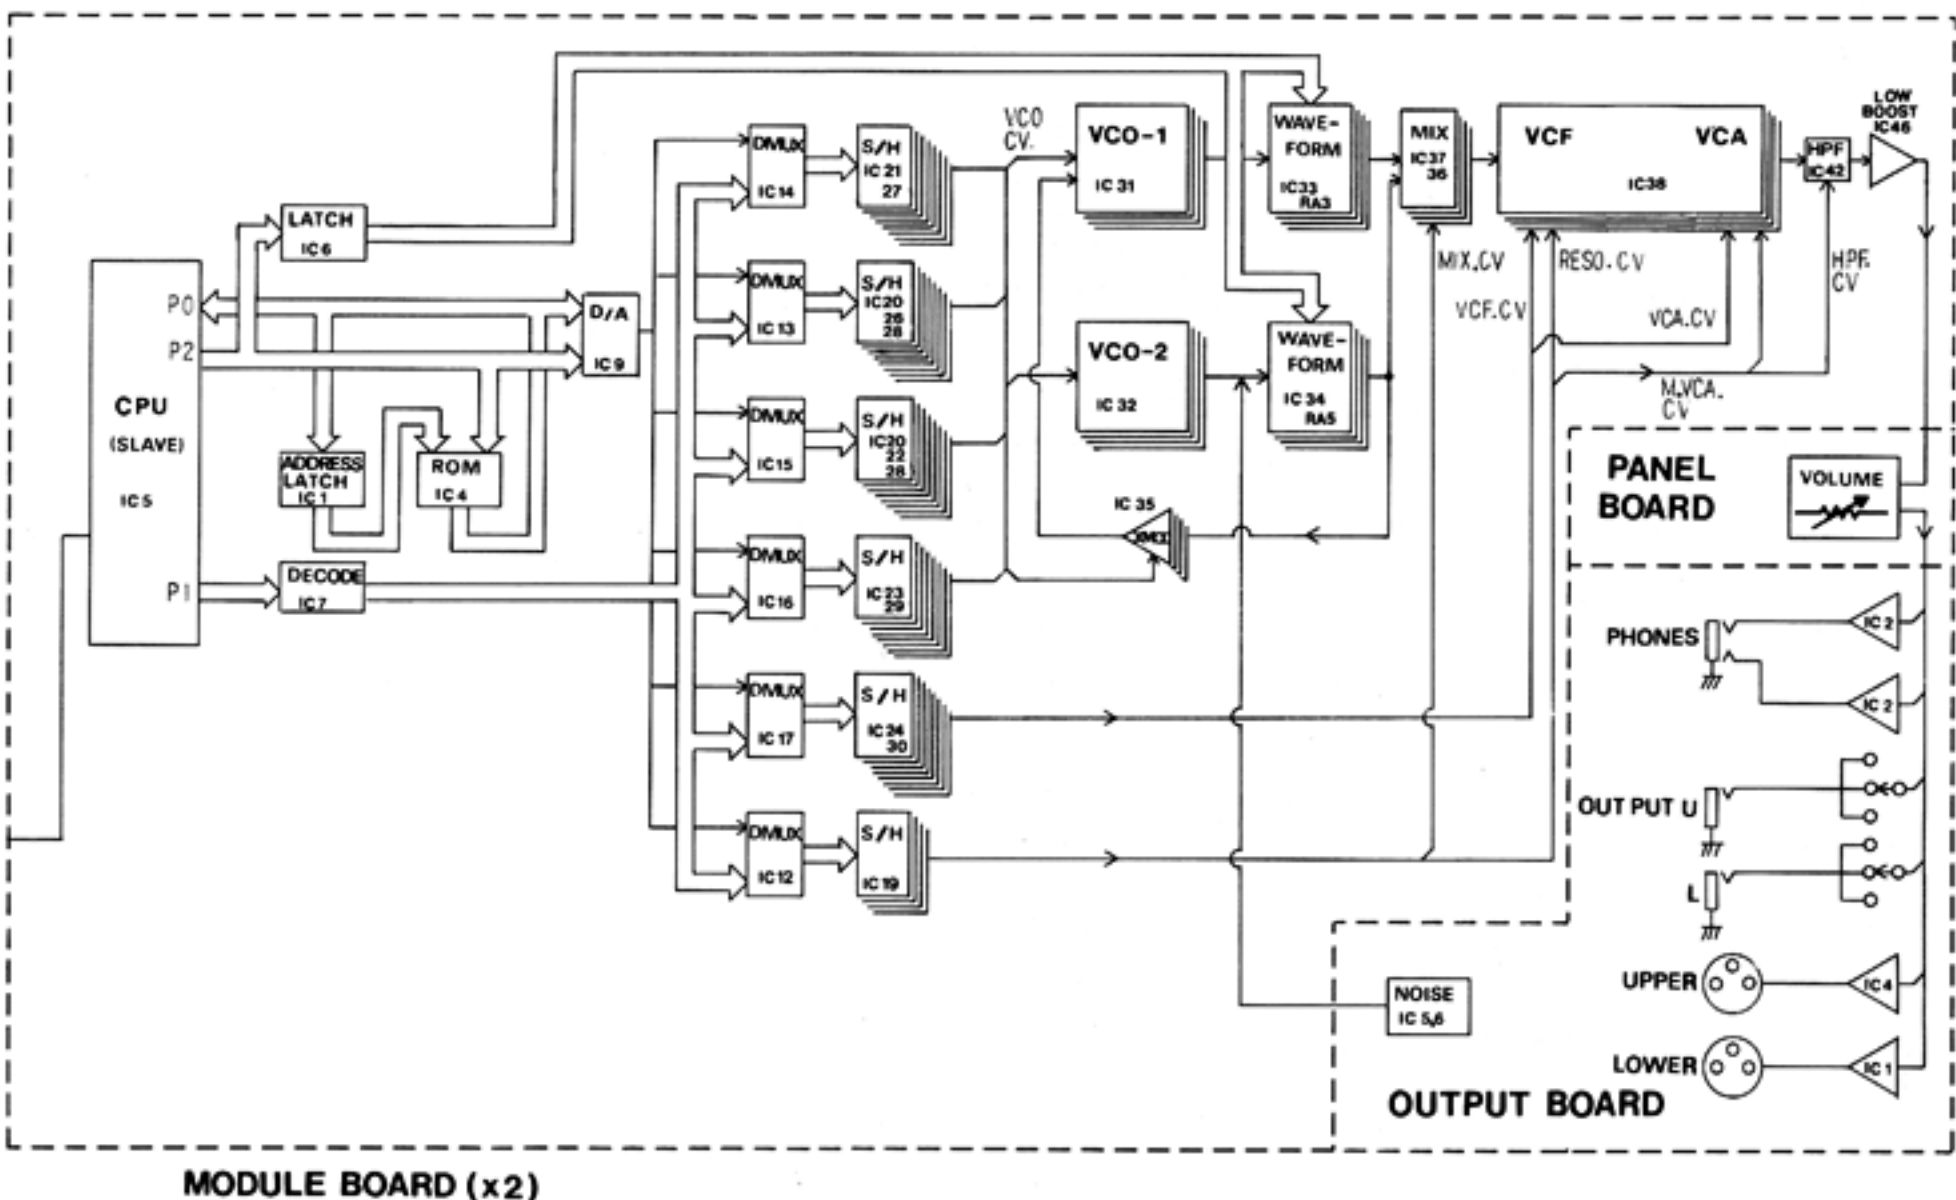 LOW
BOOST
IC46
VCO
CV.
DMUX
IC14
S/H
IC21
27
VCO-1
IC31
WAVE-
FORM
IC33
RA3
MIX
IC37
36
VCF
VCA
IC38
HPF
IC42
LATCH
IC6
DMUX
IC13
S/H
IC20
26
28
MIX.CV
RESO.CV
HPF.
CV
VCF.CV
VCA.CV
M.VCA.
CV
P0
P2
D/A
IC9
CPU
(SLAVE)
IC5
P1
VCO-2
IC32
WAVE-
FORM
IC34
RA5
DMUX
IC15
S/H
IC20
22
28
ADDRESS
LATCH
IC1
ROM
IC4
PANEL
BOARD
VOLUME
IC35
XMOD
DECODE
IC7
DMUX
IC16
S/H
IC23
29
PHONES
IC2
IC2
DMUX
IC17
S/H
IC24
30
OUTPUT U
L
DMUX
IC12
S/H
IC19
UPPER
IC4
NOISE
IC5,6
LOWER
IC1
OUTPUT BOARD
MODULE BOARD (x2)